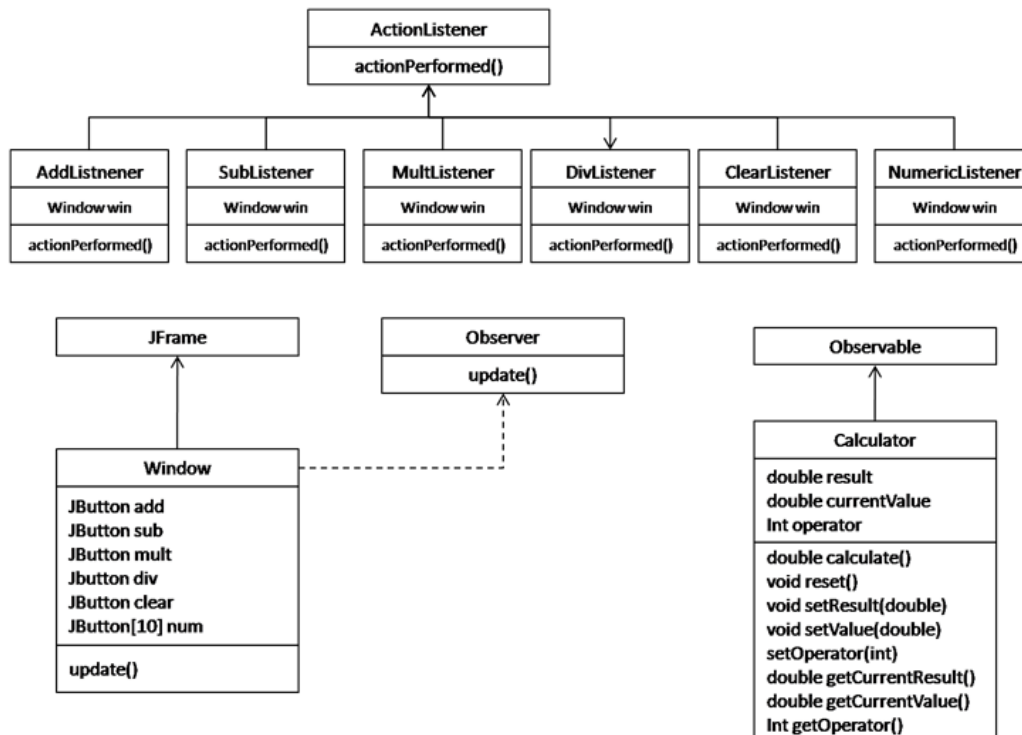 ActionListener
actionPerformed()
AddListnener
Window win
actionPerformed()
SubListener
Window win
actionPerformed()
MultListener
Window win
actionPerformed()
DivListener
Window win
actionPerformed()
ClearListener
Window win
actionPerformed()
NumericListener
Window win
actionPerformed()
JFrame
Observer
update()
Observable
Window
JButton add
JButton sub
JButton mult
Jbutton div
JButton clear
JButton[10] num
update()
Calculator
double result
double currentValue
Int operator
double calculate()
void reset()
void setResult(double)
void setValue(double)
setOperator(int)
double getCurrentResult()
double getCurrentValue()
Int getOperator()